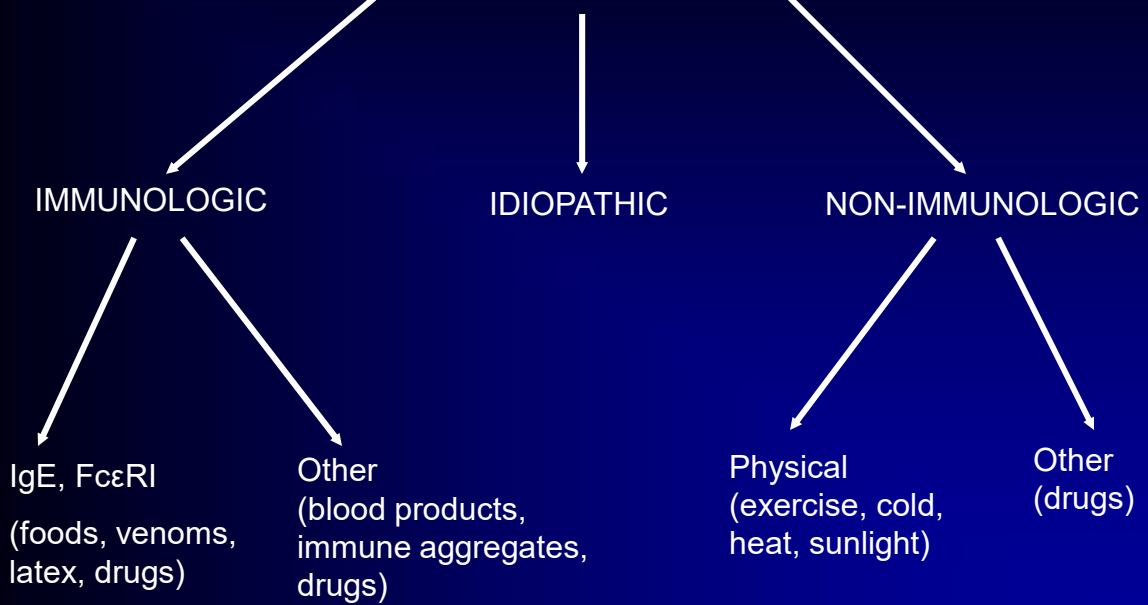 IMMUNOLOGIC
IDIOPATHIC
NON-IMMUNOLOGIC
IgE, FcεRI
(foods, venoms,
latex, drugs)
Other
(blood products,
immune aggregates,
drugs)
Physical
(exercise, cold,
heat, sunlight)
Other
(drugs)